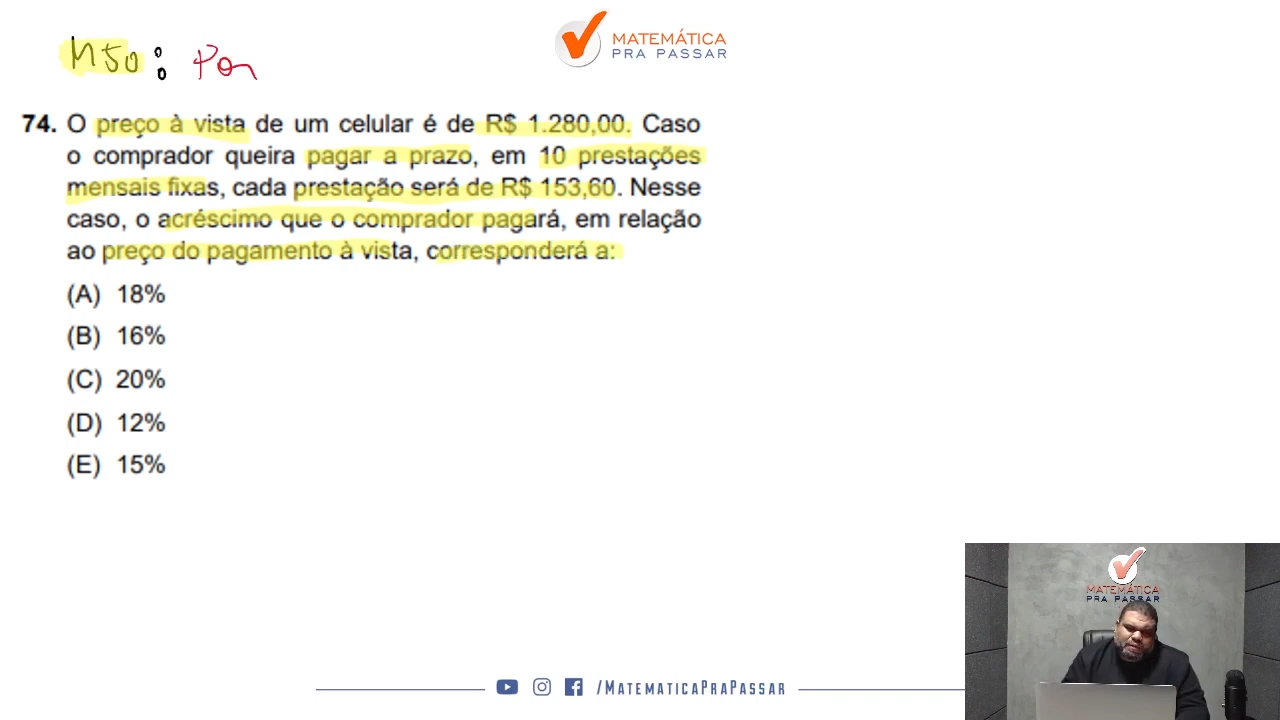 MATEMÁTICA
PRA PASSAR
M50:
74. O preço à vista de um celular é de R$ 1.280,00. Caso
o comprador queira pagar a prazo, em 10 prestações
mensais fixas, cada prestação será de R$ 153,60. Nesse
caso, o acréscimo que o comprador pagará, em relação
ao preço do pagamento à vista, corresponderá a:
(A) 18%
(B) 16%
(C) 20%
(D) 12%
(E) 15%
MATEMÁTICA
PRA PASSAR
/MATEMATICAPRAPASSAR